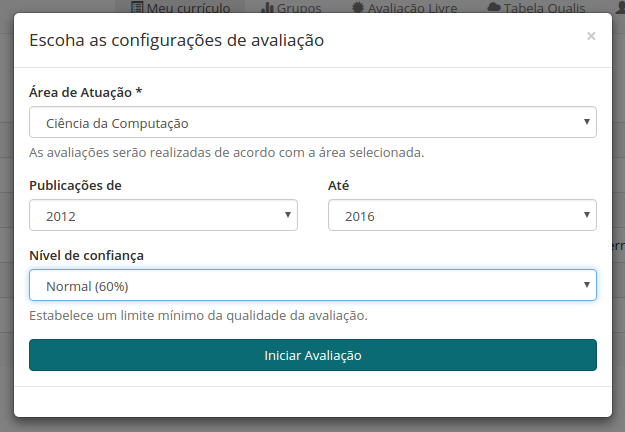 Meu currículo Grupos Avaliação Livre Tabela Qualis
Escoha as configurações de avaliação ×
Área de Atuação *
Ciência da Computação
As avaliações serão realizadas de acordo com a área selecionada.
Publicações de Até
2012 2016
Nível de confiança
Normal (60%)
Estabelece um limite mínimo da qualidade da avaliação.
Iniciar Avaliação